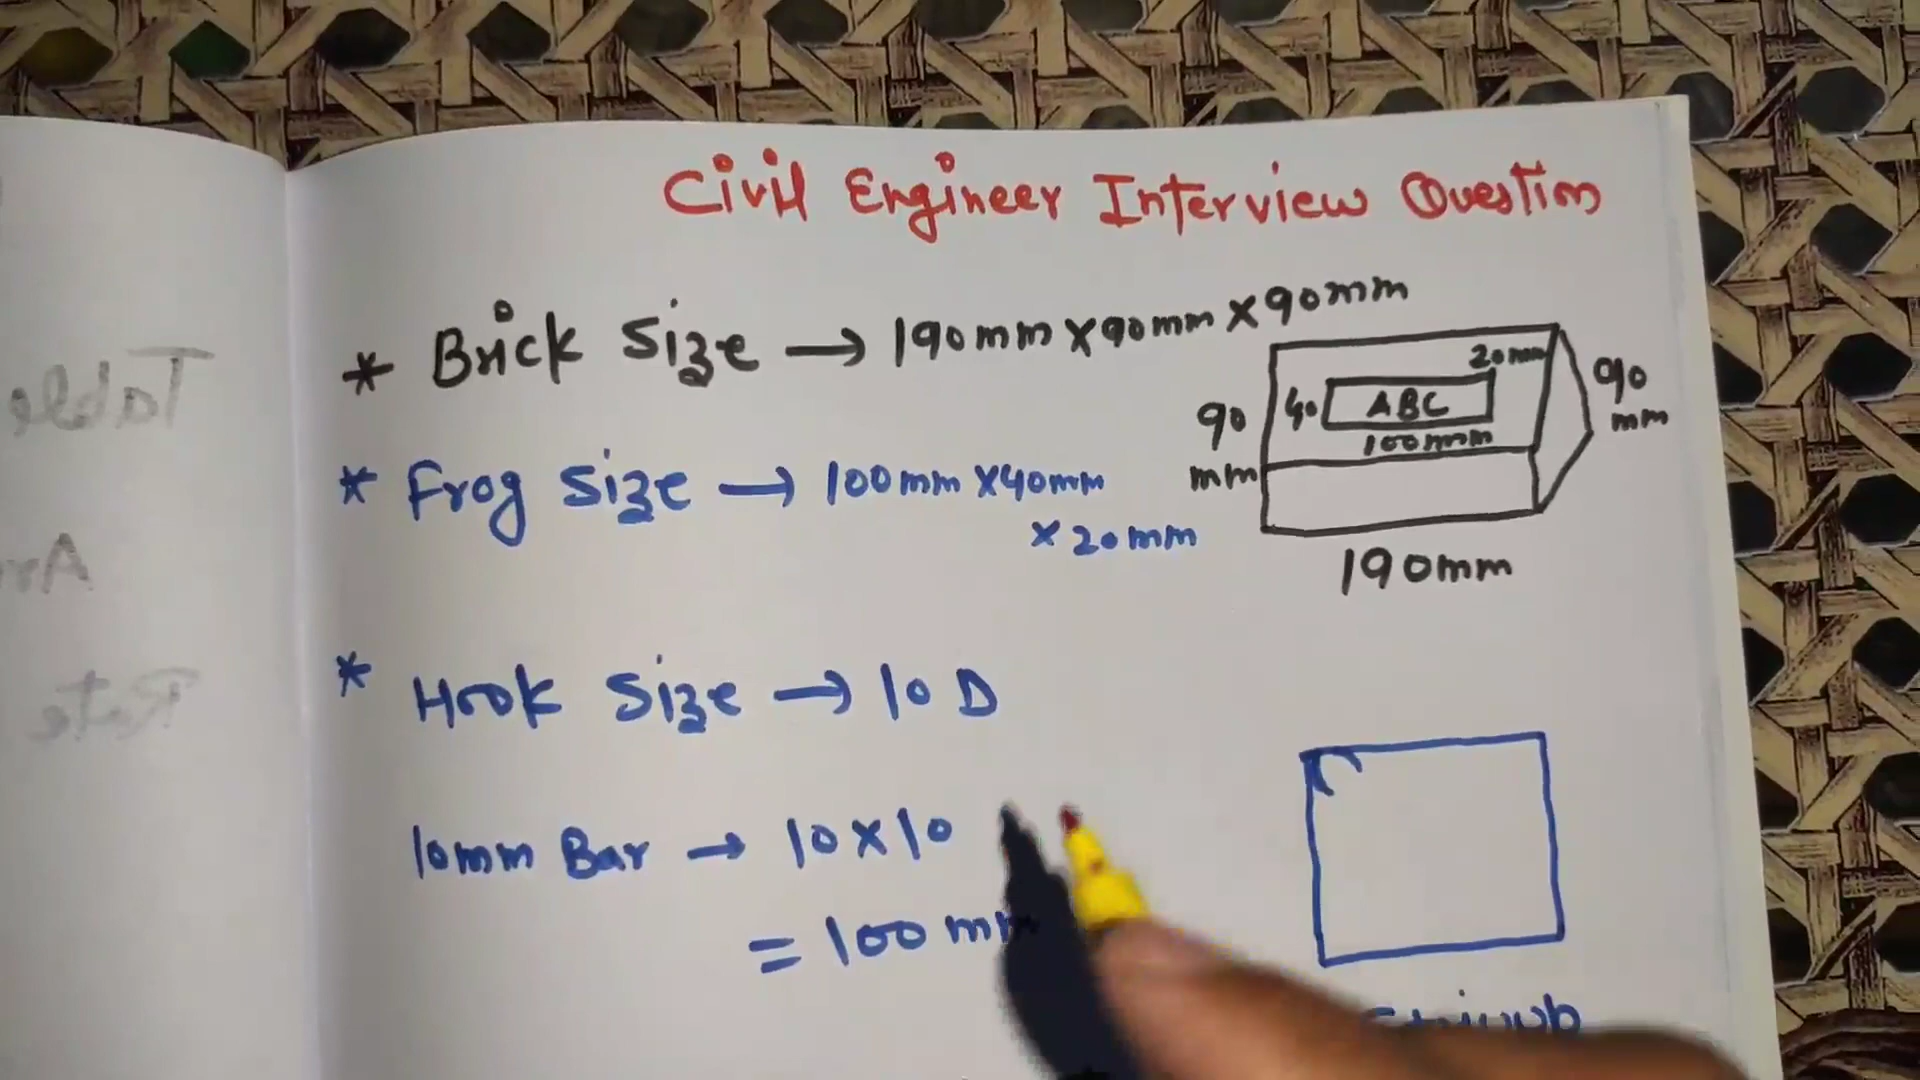 Civil Engineer Interview Question
* Brick Size → 190mm x 90mm x 90mm
20mm
40 ABC
100mm
90
mm
90
mm
190mm
* Frog Size → 100mm x 40mm
x 20mm
* Hook Size → 10 D
10mm Bar → 10 x 10
= 100 mm
Table
Rate